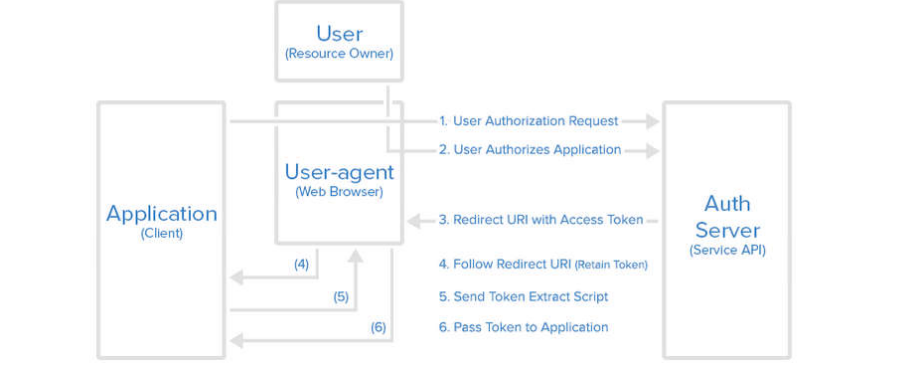 User
(Resource Owner)
1. User Authorization Request
2. User Authorizes Application
User-agent
(Web Browser)
Application
(Client)
Auth
Server
(Service API)
3. Redirect URI with Access Token
(4)
4. Follow Redirect URI (Retain Token)
(5)
5. Send Token Extract Script
(6)
6. Pass Token to Application